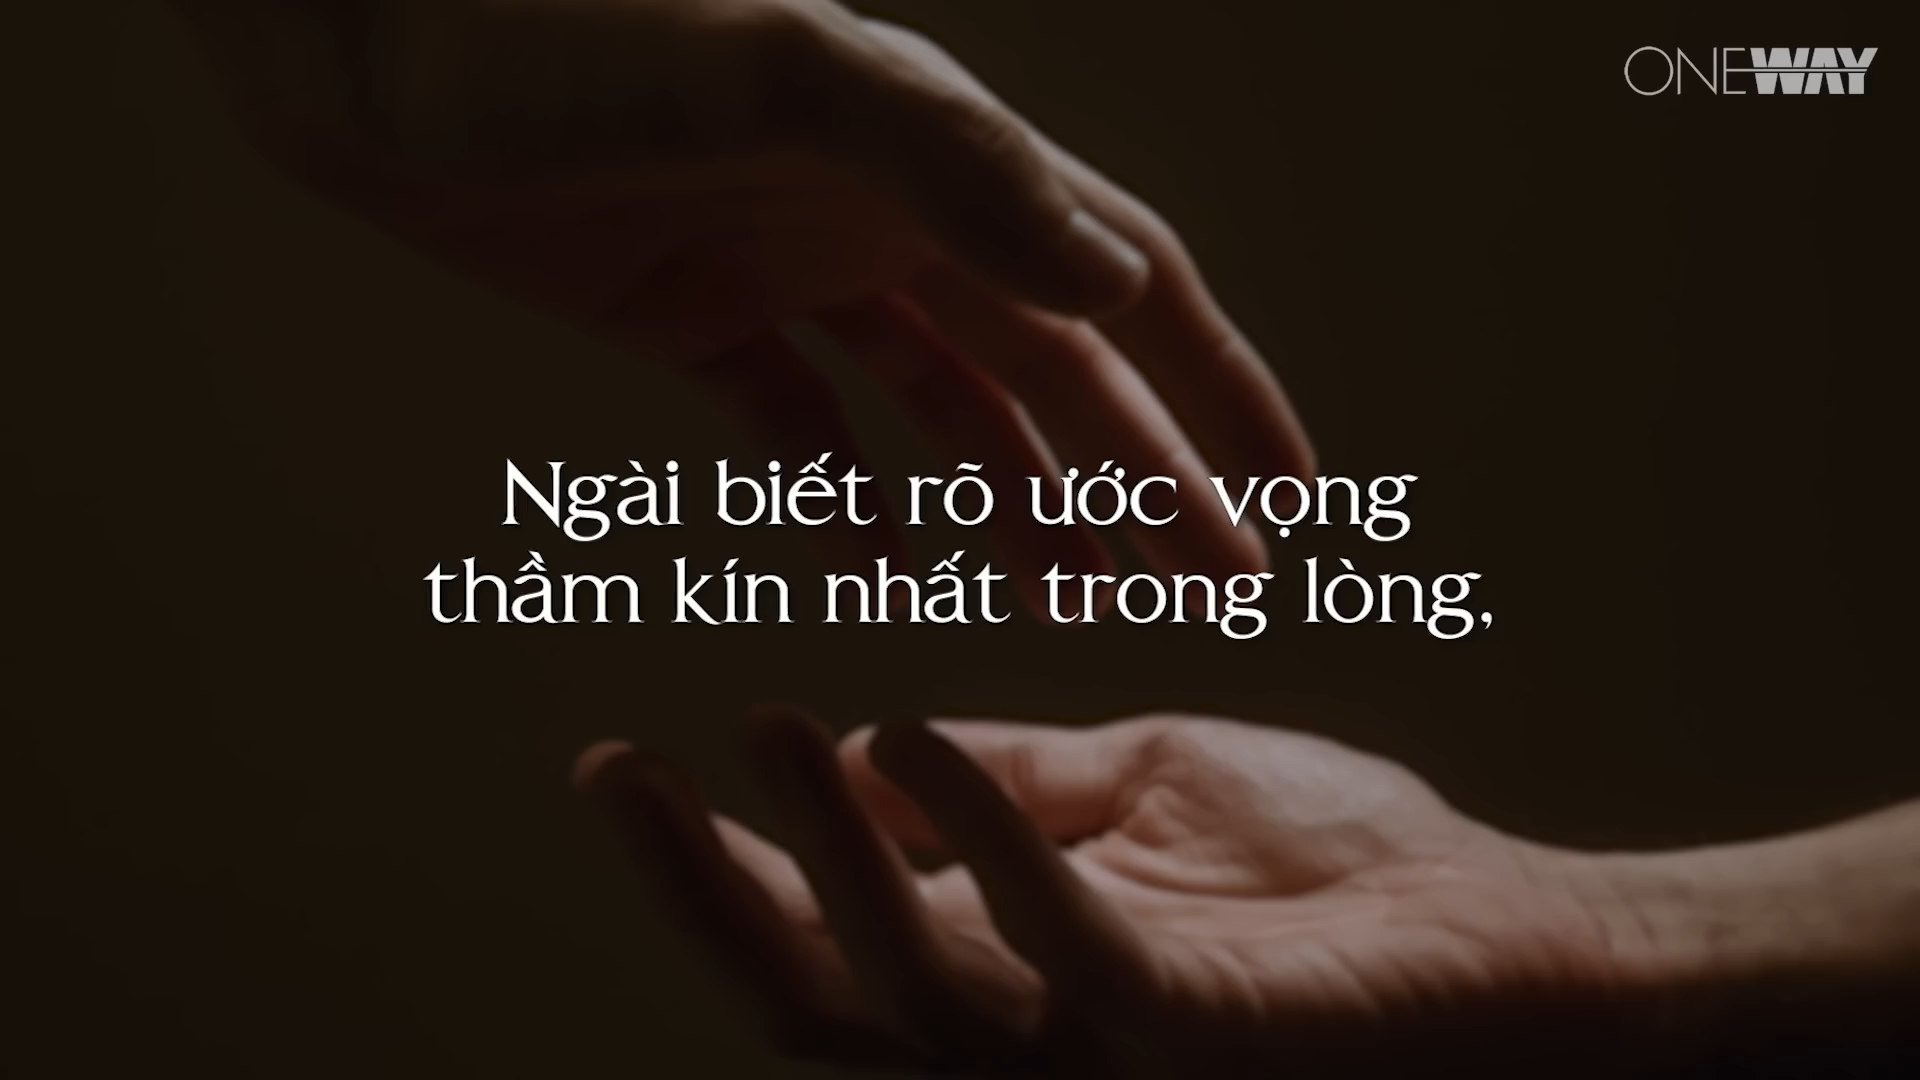 ONEWAY
Ngài biết rõ ước vọng
thầm kín nhất trong lòng,